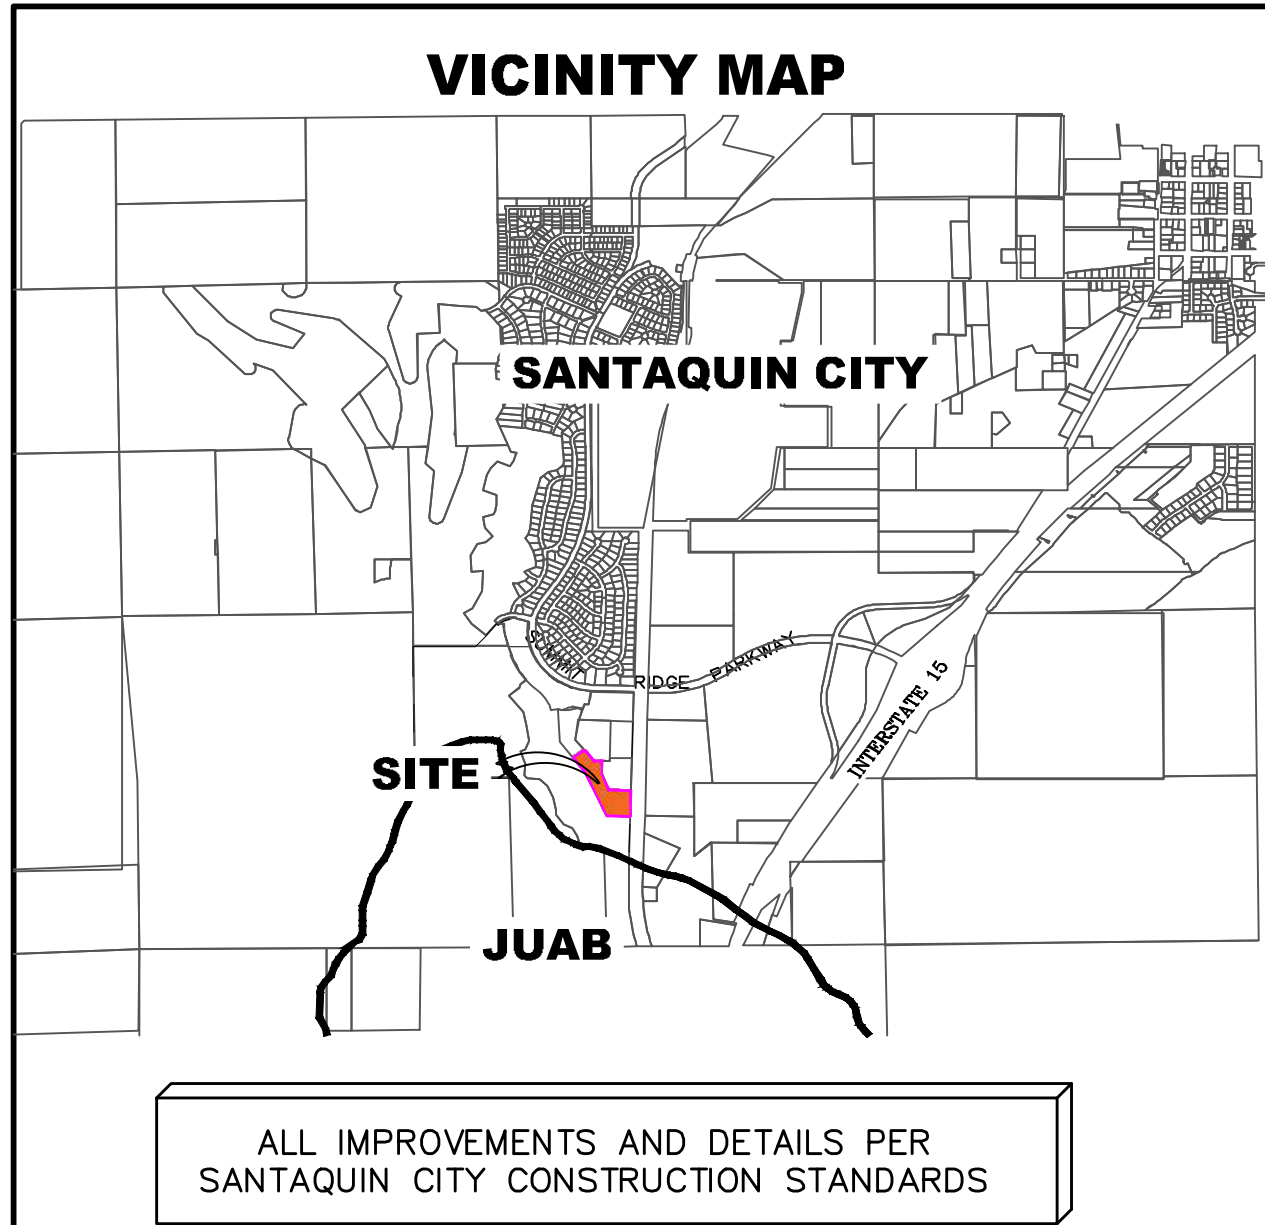 VICINITY MAP
SANTAQUIN CITY
SUMMIT RIDGE PARKWAY
INTERSTATE 15
SITE
JUAB
ALL IMPROVEMENTS AND DETAILS PER
SANTAQUIN CITY CONSTRUCTION STANDARDS